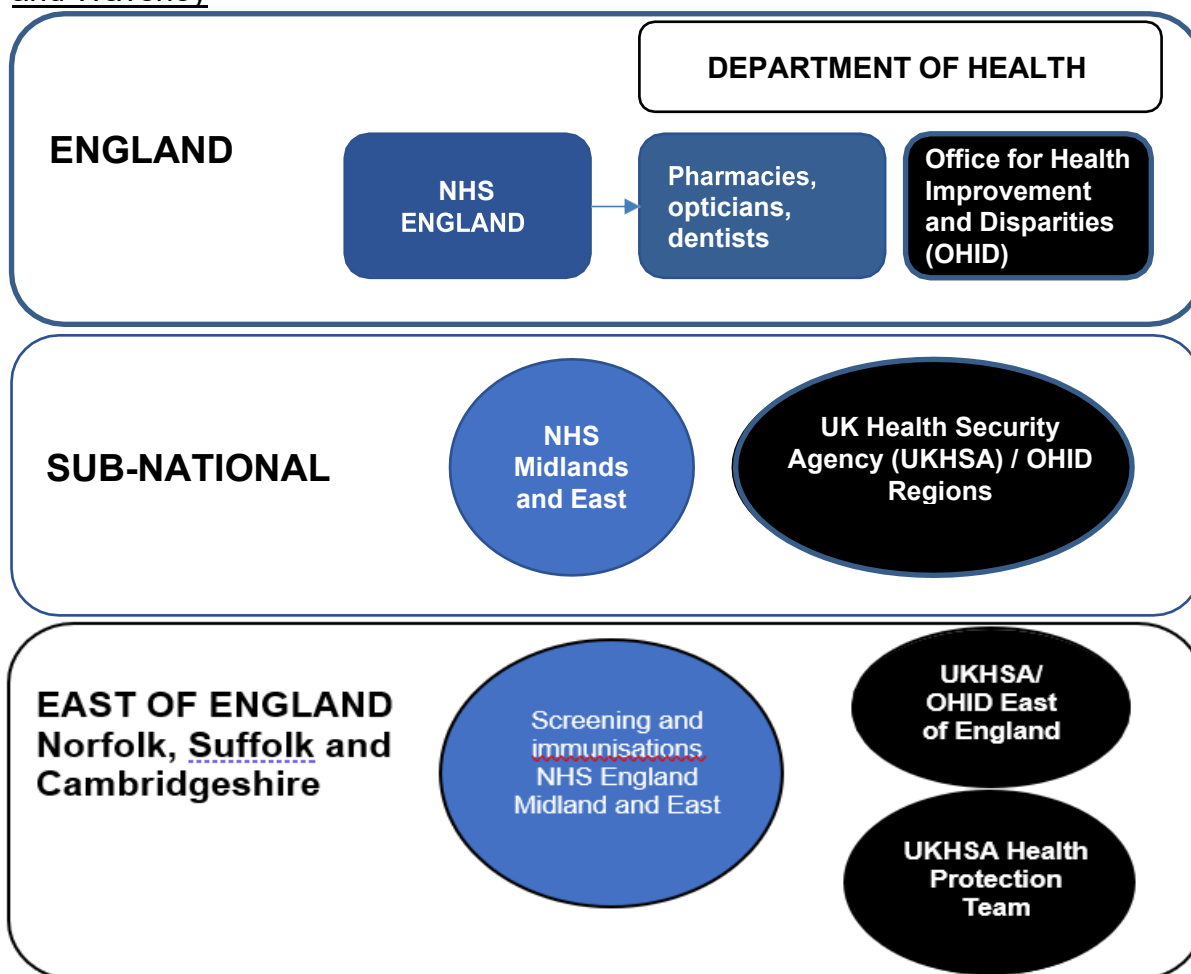 and Waveney
DEPARTMENT OF HEALTH
ENGLAND
NHS
ENGLAND
Pharmacies,
opticians,
dentists
Office for Health
Improvement
and Disparities
(OHID)
SUB-NATIONAL
NHS
Midlands
and East
UK Health Security
Agency (UKHSA) / OHID
Regions
EAST OF ENGLAND
Norfolk, Suffolk and
Cambridgeshire
Screening and
immunisations
NHS England
Midland and East
UKHSA/
OHID East
of England
UKHSA Health
Protection
Team